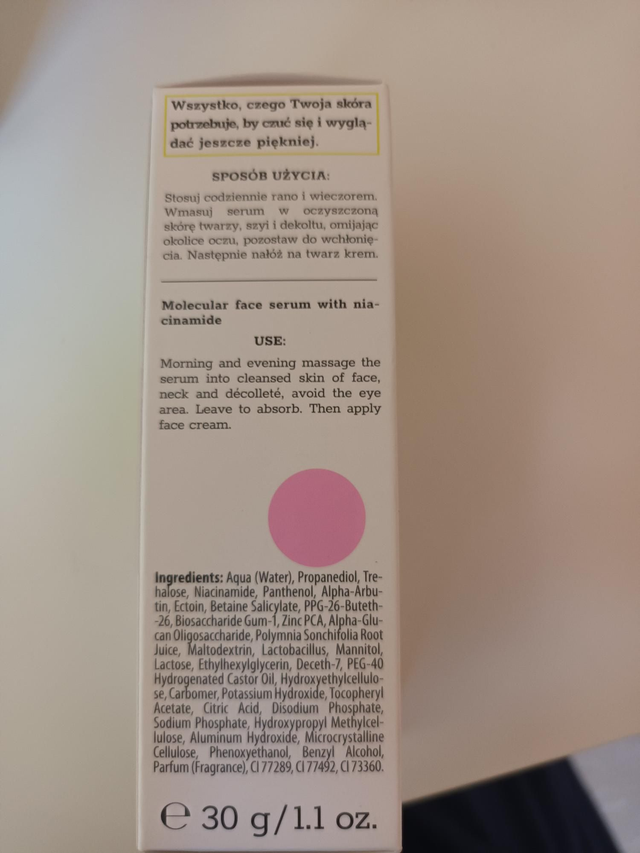 Wszystko, czego Twoja skóra
potrzebuje, by czuć się i wyglą-
dać jeszcze piękniej.
SPOSÓB UŻYCIA:
Stosuj codziennie rano i wieczorem.
Wmasuj serum w oczyszczoną
skórę twarzy, szyi i dekoltu, omijając
okolice oczu, pozostaw do wchłonię-
cia. Następnie nałóż na twarz krem.
Molecular face serum with nia-
cinamide
USE:
Morning and evening massage the
serum into cleansed skin of face,
neck and décolleté, avoid the eye
area. Leave to absorb. Then apply
face cream.
Ingredients: Aqua (Water), Propanediol, Tre-
halose, Niacinamide, Panthenol, Alpha-Arbu-
tin, Ectoin, Betaine Salicylate, PPG-26-Buteth-
-26, Biosaccharide Gum-1, Zinc PCA, Alpha-Glu-
can Oligosaccharide, Polymnia Sonchifolia Root
Juice, Maltodextrin, Lactobacillus, Mannitol,
Lactose, Ethylhexylglycerin, Deceth-7, PEG-40
Hydrogenated Castor Oil, Hydroxyethylcellulo-
se, Carbomer, Potassium Hydroxide, Tocopheryl
Acetate, Citric Acid, Disodium Phosphate,
Sodium Phosphate, Hydroxypropyl Methylcel-
lulose, Aluminum Hydroxide, Microcrystalline
Cellulose, Phenoxyethanol, Benzyl Alcohol,
Parfum (Fragrance), CI 77289, CI 77492, CI 73360.
℮ 30 g/1.1 oz.